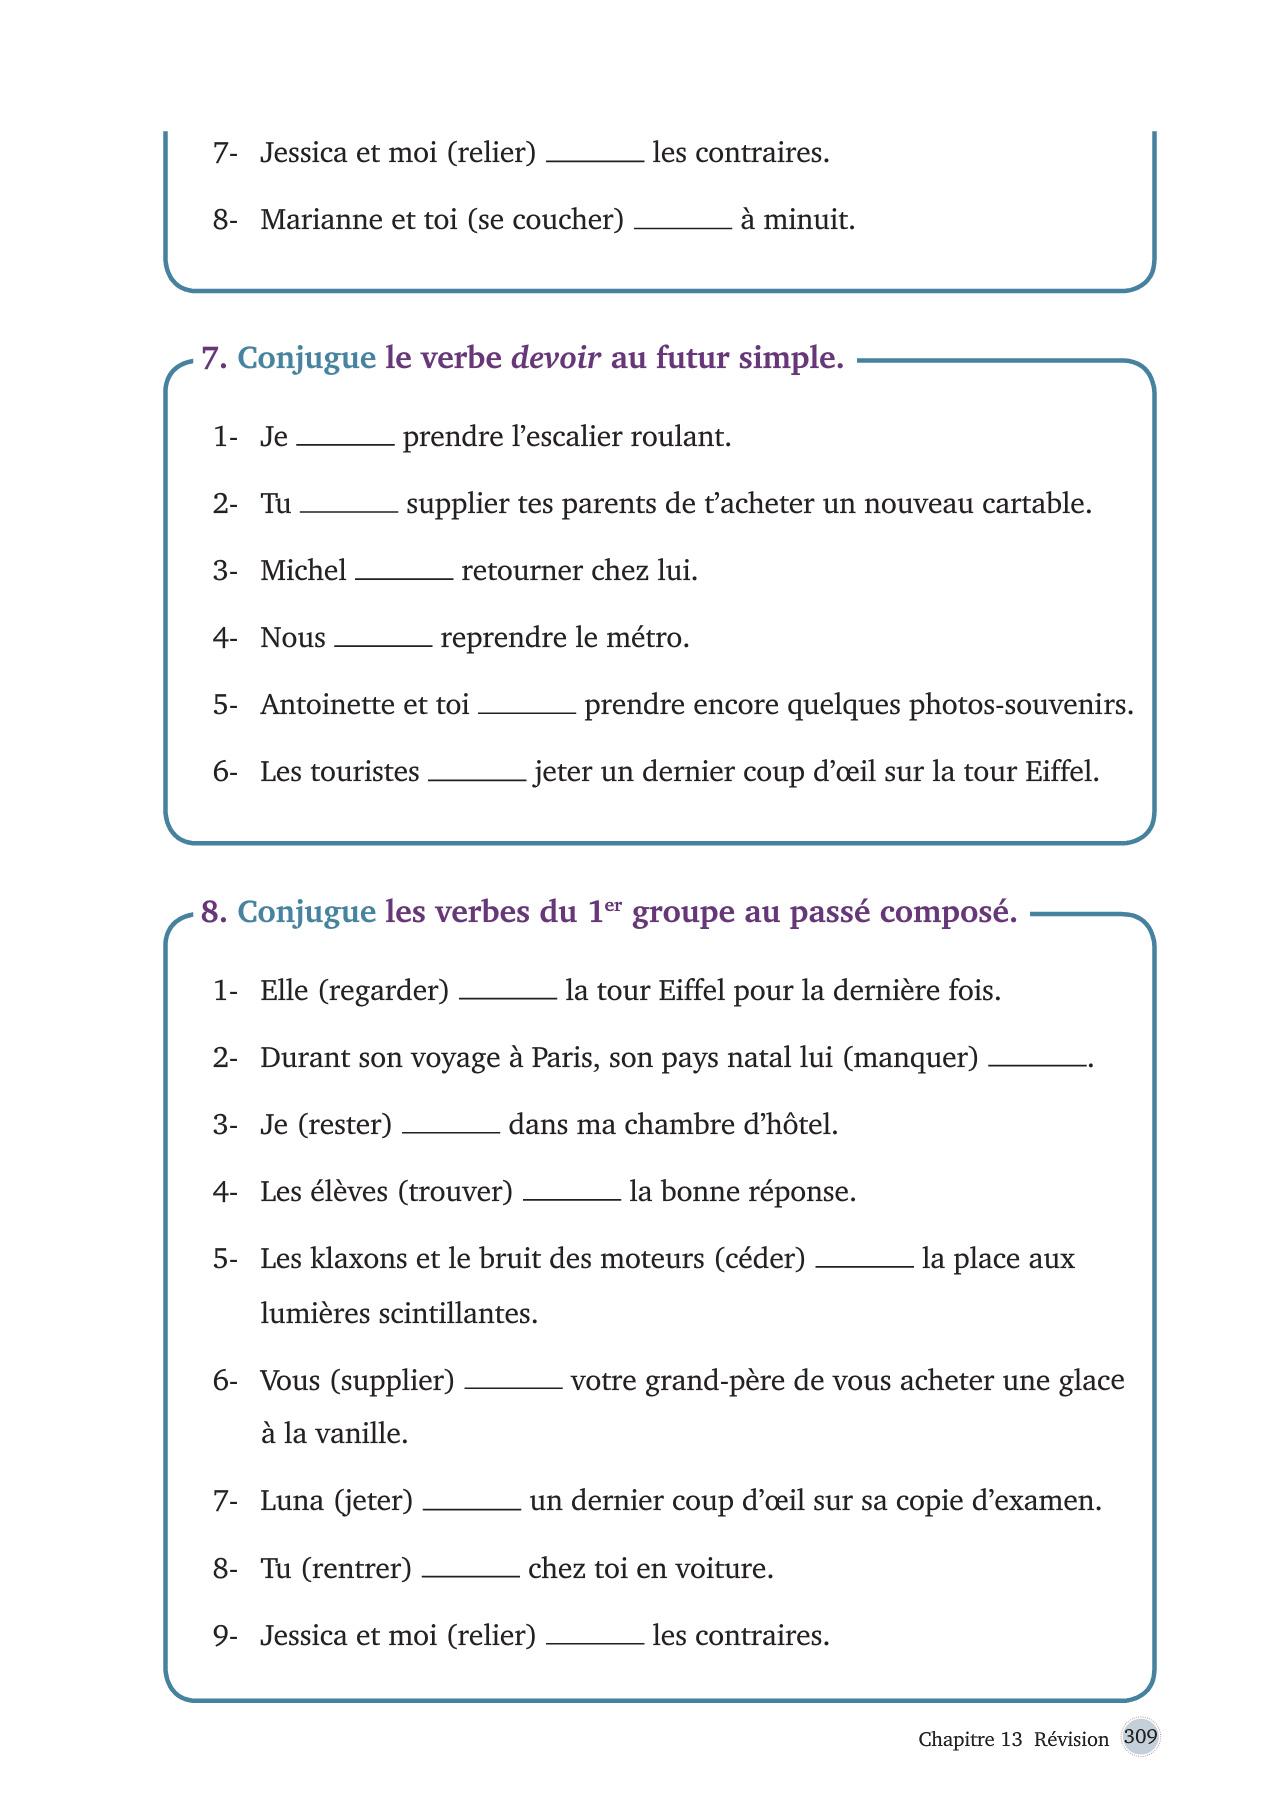 7- Jessica et moi (relier) _______ les contraires.
8- Marianne et toi (se coucher) _______ à minuit.
7. Conjugue le verbe devoir au futur simple.
1- Je _______ prendre l’escalier roulant.
2- Tu _______ supplier tes parents de t’acheter un nouveau cartable.
3- Michel _______ retourner chez lui.
4- Nous _______ reprendre le métro.
5- Antoinette et toi _______ prendre encore quelques photos-souvenirs.
6- Les touristes _______ jeter un dernier coup d’œil sur la tour Eiffel.
8. Conjugue les verbes du 1er groupe au passé composé.
1- Elle (regarder) _______ la tour Eiffel pour la dernière fois.
2- Durant son voyage à Paris, son pays natal lui (manquer) _______.
3- Je (rester) _______ dans ma chambre d’hôtel.
4- Les élèves (trouver) _______ la bonne réponse.
5- Les klaxons et le bruit des moteurs (céder) _______ la place aux
lumières scintillantes.
6- Vous (supplier) _______ votre grand-père de vous acheter une glace
à la vanille.
7- Luna (jeter) _______ un dernier coup d’œil sur sa copie d’examen.
8- Tu (rentrer) _______ chez toi en voiture.
9- Jessica et moi (relier) _______ les contraires.
Chapitre 13 Révision 309